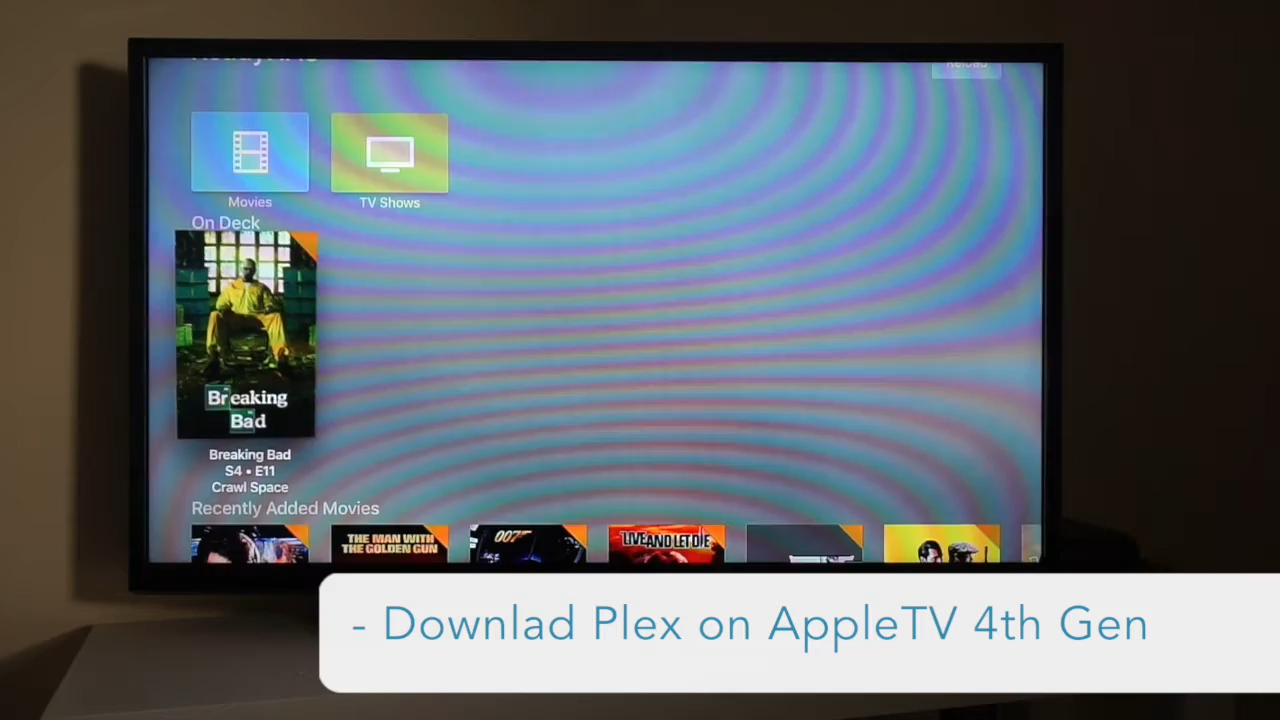 Reload
Movies
TV Shows
On Deck
Breaking
Bad
Breaking Bad
S4 • E11
Crawl Space
Recently Added Movies
THE MAN WITH
THE GOLDEN GUN
007
LIVE AND LET DIE
- Downlad Plex on AppleTV 4th Gen